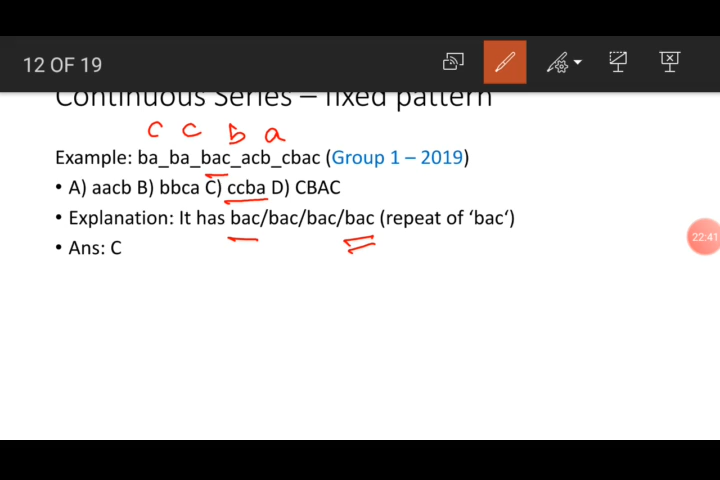 12 OF 19
Continuous Series – fixed pattern
c c b a
Example: ba_ba_bac_acb_cbac (Group 1 – 2019)
• A) aacb B) bbca C) ccba D) CBAC
• Explanation: It has bac/bac/bac/bac (repeat of ‘bac‘)
• Ans: C
22:41